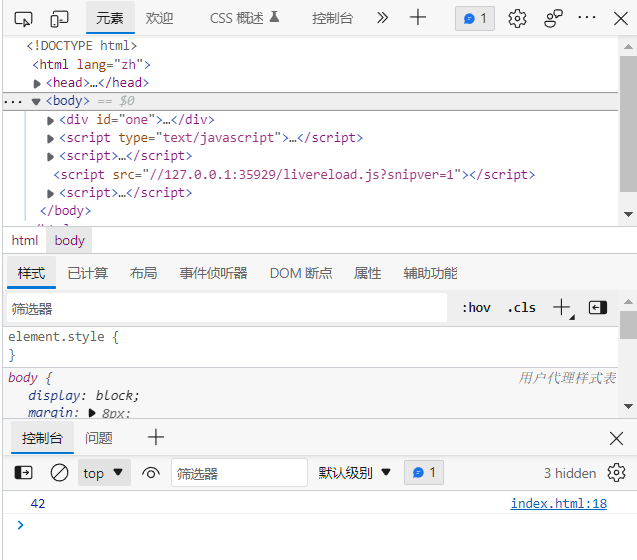 元素 欢迎 CSS 概述 控制台 1
<!DOCTYPE html>
<html lang="zh">
<head>…</head>
··· <body> == $0
<div id="one">…</div>
<script type="text/javascript">…</script>
<script>…</script>
<script src="//127.0.0.1:35929/livereload.js?snipver=1"></script>
<script>…</script>
</body>
html body
样式 已计算 布局 事件侦听器 DOM 断点 属性 辅助功能
筛选器 :hov .cls
element.style {
}
body { 用户代理样式表
display: block;
margin: 8px;
控制台 问题
top 筛选器 默认级别 1 3 hidden
42 index.html:18